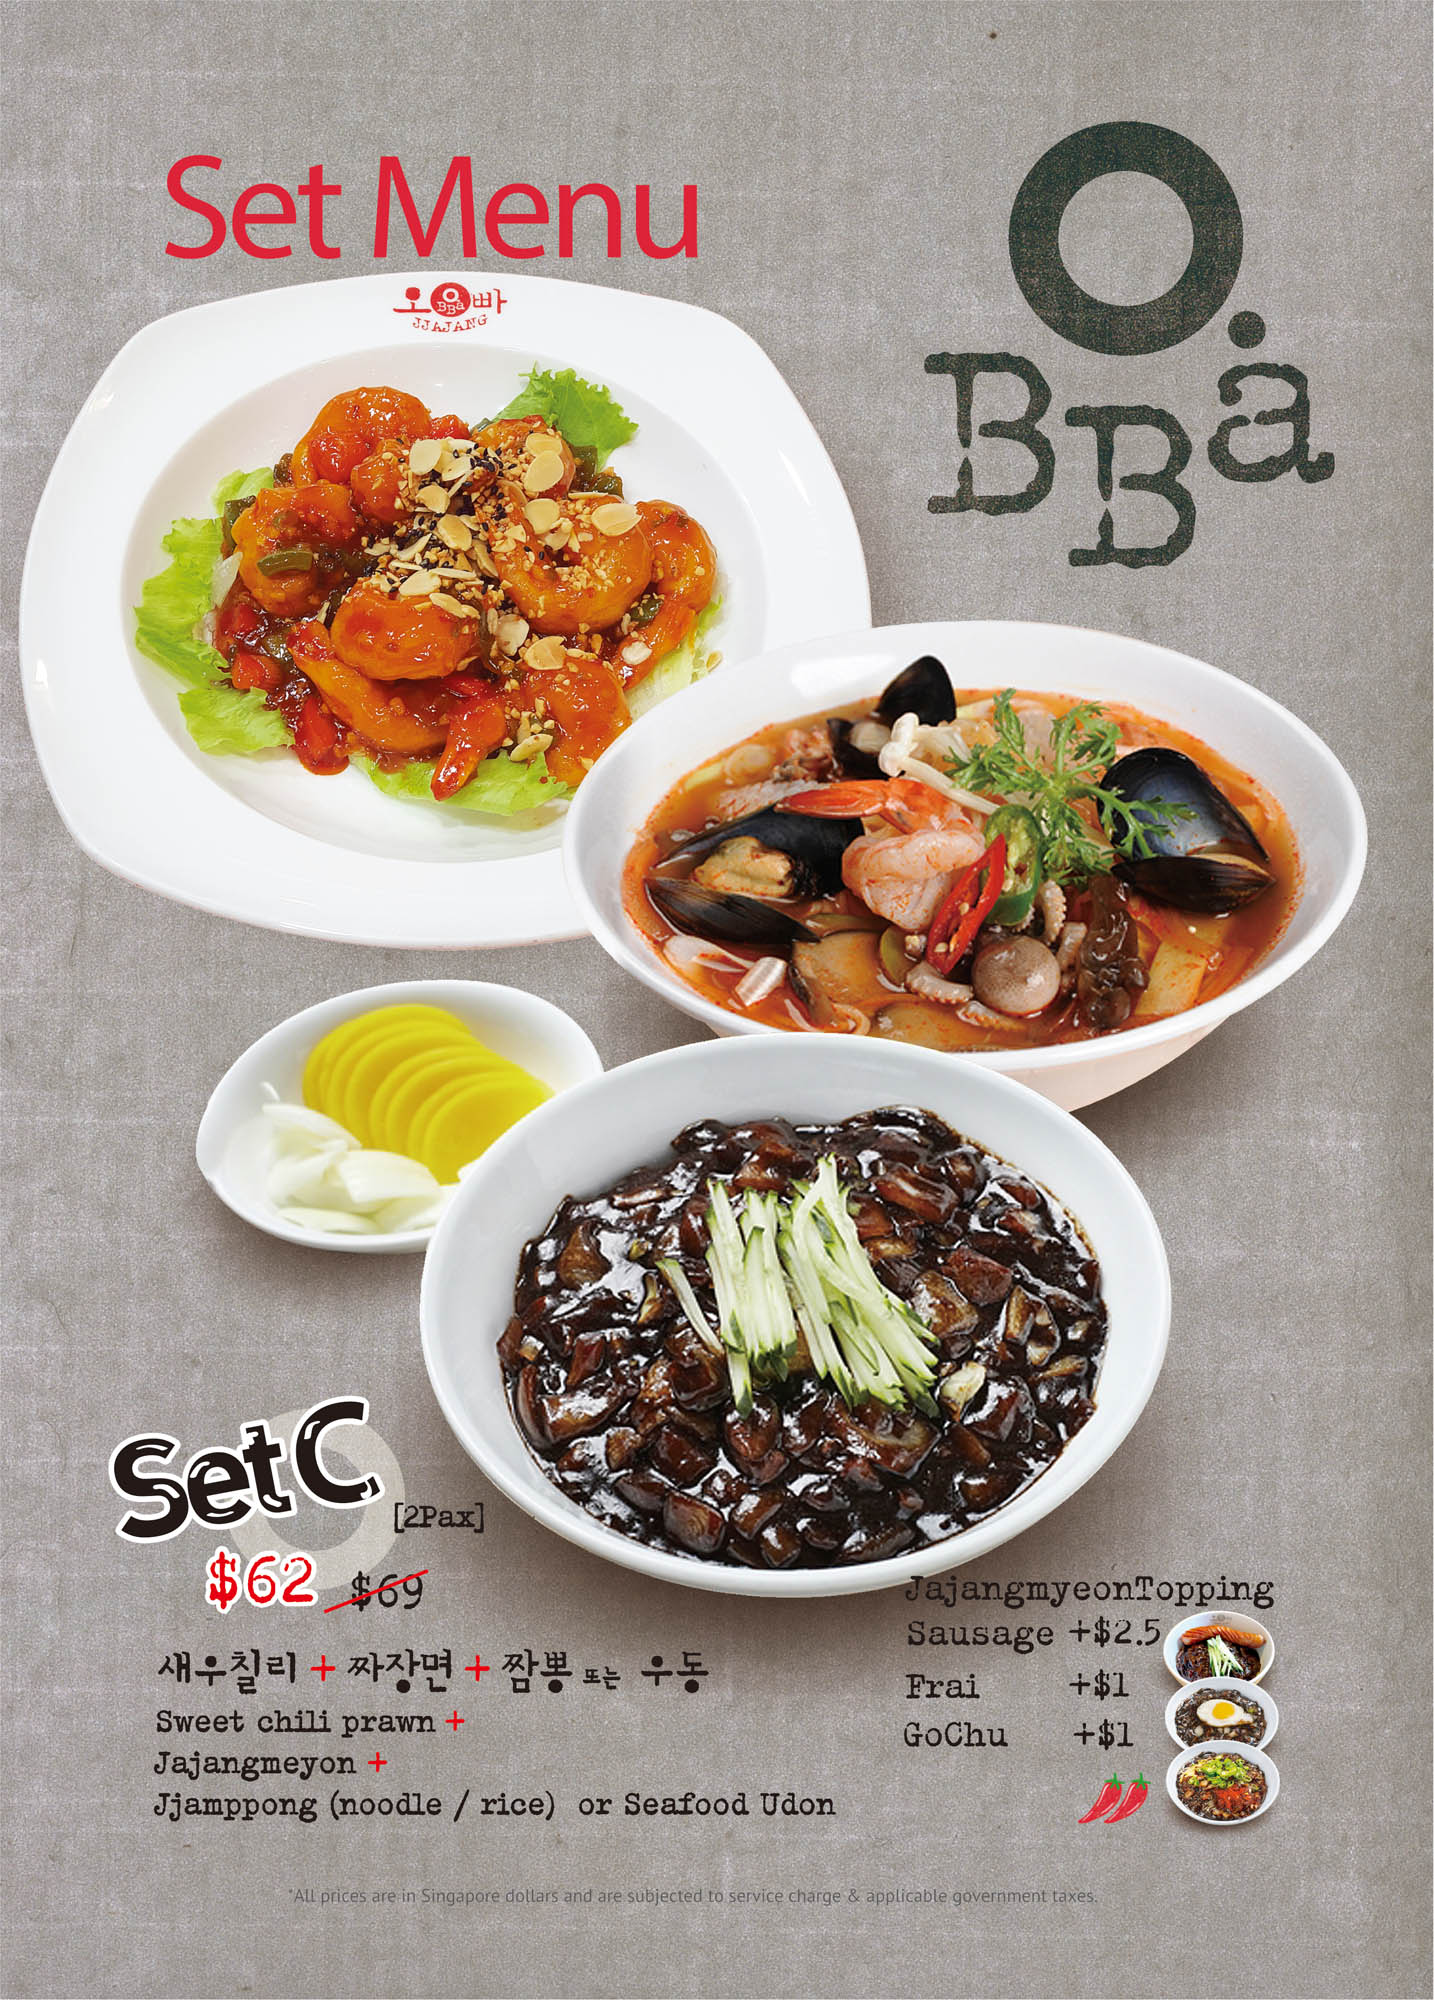 Set Menu
O.
BBa
오 O BBa 빠
JJAJANG
Set C
[2Pax]
$62 $69
새우칠리 + 짜장면 + 짬뽕 또는 우동
Sweet chili prawn +
Jajangmeyon +
Jjamppong (noodle / rice) or Seafood Udon
JajangmyeonTopping
Sausage +$2.5
Frai +$1
GoChu +$1
*All prices are in Singapore dollars and are subjected to service charge & applicable government taxes.